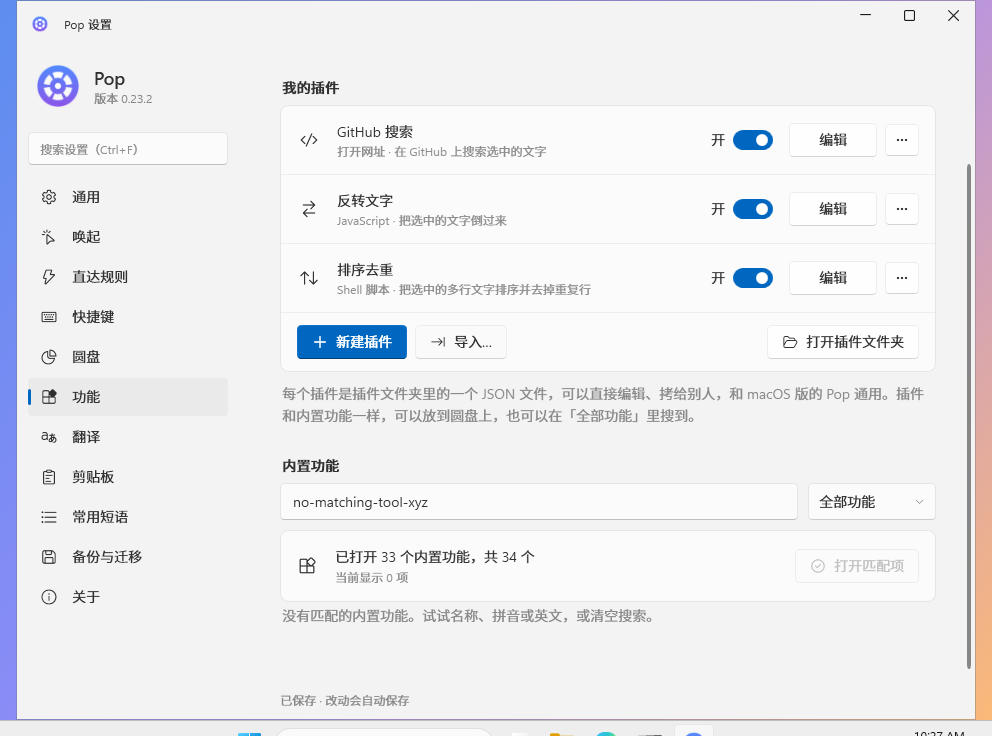 Pop 设置
Pop
版本 0.23.2
搜索设置（Ctrl+F）
通用
唤起
直达规则
快捷键
圆盘
功能
翻译
剪贴板
常用短语
备份与迁移
关于
我的插件
GitHub 搜索
打开网址 · 在 GitHub 上搜索选中的文字
开
编辑
...
反转文字
JavaScript · 把选中的文字倒过来
开
编辑
...
排序去重
Shell 脚本 · 把选中的多行文字排序并去掉重复行
开
编辑
...
新建插件
导入...
打开插件文件夹
每个插件是插件文件夹里的一个 JSON 文件，可以直接编辑、拷给别人，和 macOS 版的 Pop 通用。插件
和内置功能一样，可以放到圆盘上，也可以在「全部功能」里搜到。
内置功能
no-matching-tool-xyz
全部功能
已打开 33 个内置功能，共 34 个
当前显示 0 项
打开匹配项
没有匹配的内置功能。试试名称、拼音或英文，或清空搜索。
已保存 · 改动会自动保存
10:27 AM